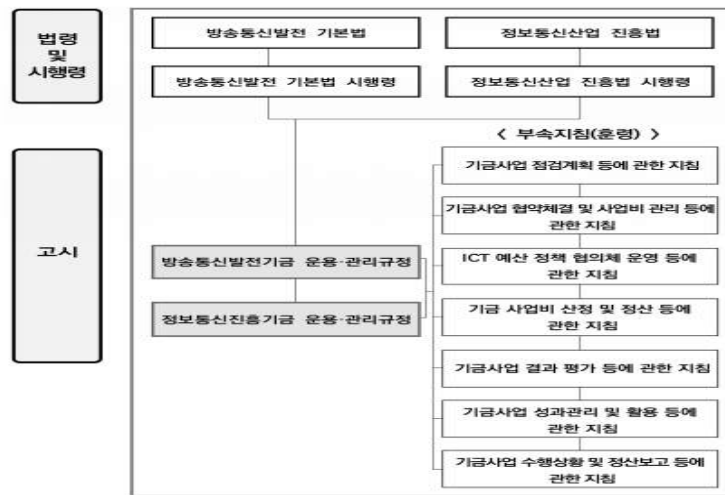 법령
및
시행령
방송통신발전 기본법
정보통신산업 진흥법
방송통신발전 기본법 시행령
정보통신산업 진흥법 시행령
고시
방송통신발전기금 운용·관리규정
정보통신진흥기금 운용·관리규정
< 부속지침(훈령) >
기금사업 점검계획 등에 관한 지침
기금사업 협약체결 및 사업비 관리 등에
관한 지침
ICT 예산 정책 협의체 운영 등에
관한 지침
기금 사업비 산정 및 정산 등에
관한 지침
기금사업 결과 평가 등에 관한 지침
기금사업 성과관리 및 활용 등에
관한 지침
기금사업 수행상황 및 정산보고 등에
관한 지침